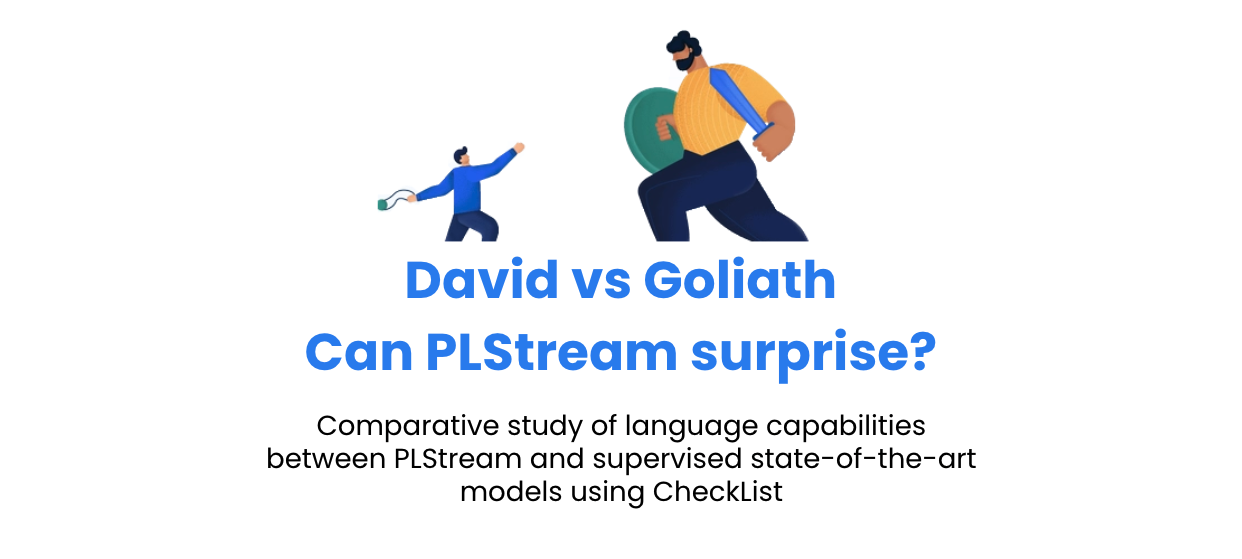 David vs Goliath
Can PLStream surprise?
Comparative study of language capabilities
between PLStream and supervised state-of-the-art
models using CheckList